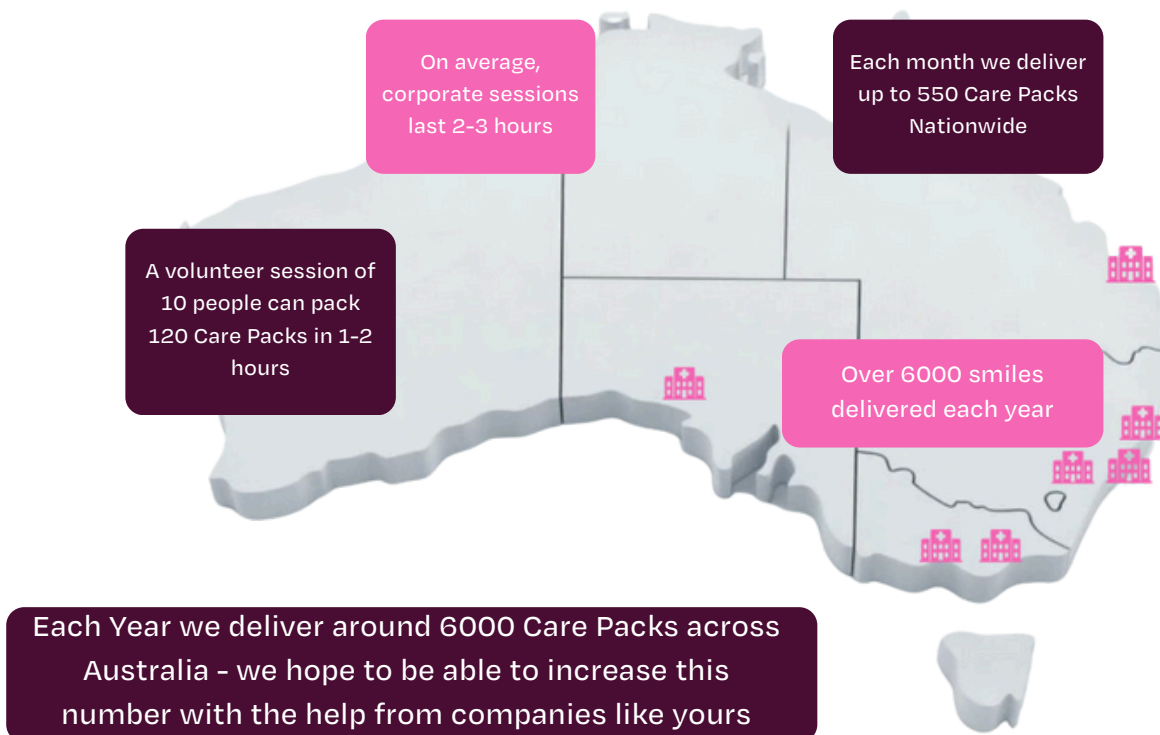 On average,
corporate sessions
last 2-3 hours
Each month we deliver
up to 550 Care Packs
Nationwide
A volunteer session of
10 people can pack
120 Care Packs in 1-2
hours
Over 6000 smiles
delivered each year
Each Year we deliver around 6000 Care Packs across
Australia - we hope to be able to increase this
number with the help from companies like yours